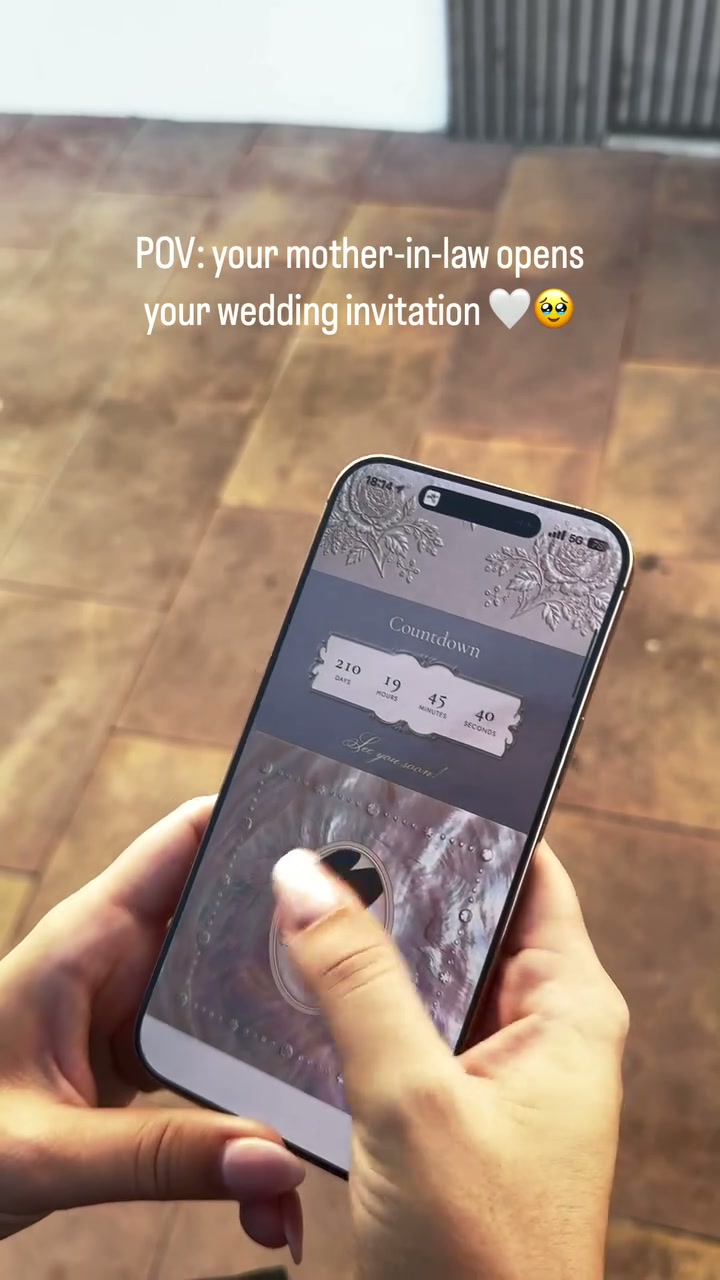 POV: your mother-in-law opens
your wedding invitation 🤍🥹
18:14
5G
Countdown
210 19 45 40
DAYS HOURS MINUTES SECONDS
See you soon!